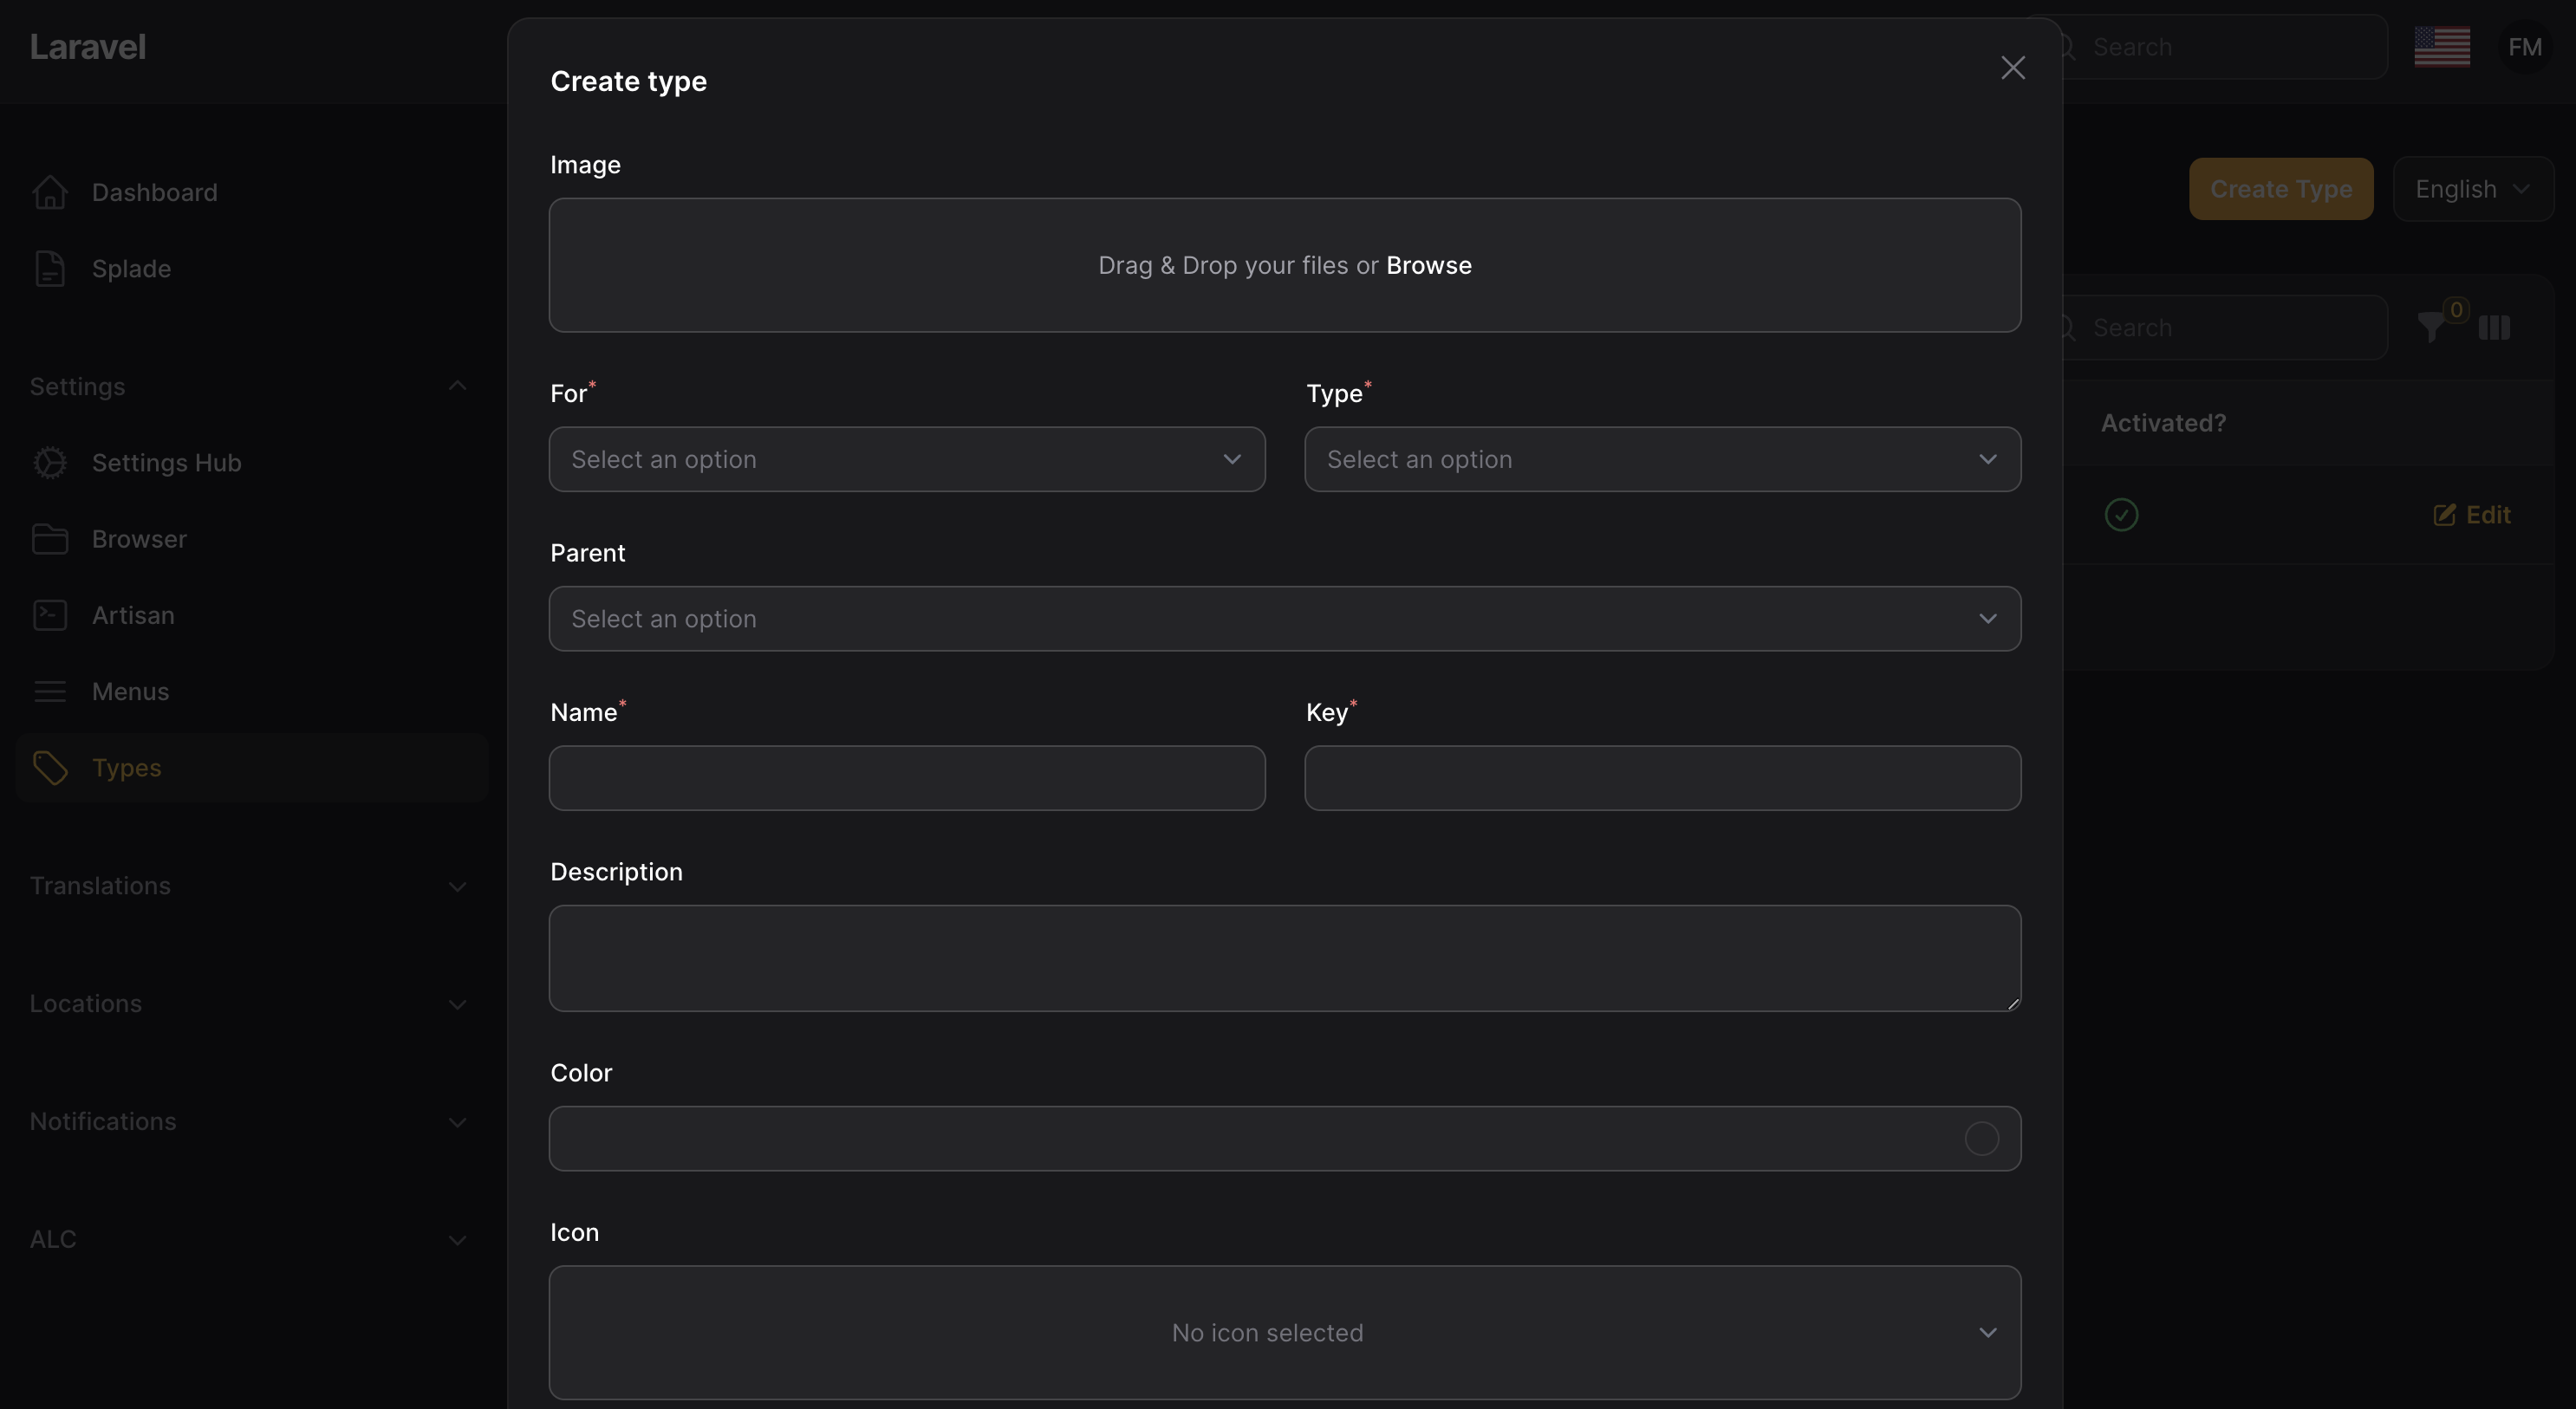 Laravel
Search
FM
Dashboard
Splade
Settings
Settings Hub
Browser
Artisan
Menus
Types
Translations
Locations
Notifications
ALC
Create Type
English
Search
0
Activated?
Edit
Create type
Image
Drag & Drop your files or Browse
For*
Type*
Select an option
Select an option
Parent
Select an option
Name*
Key*
Description
Color
Icon
No icon selected